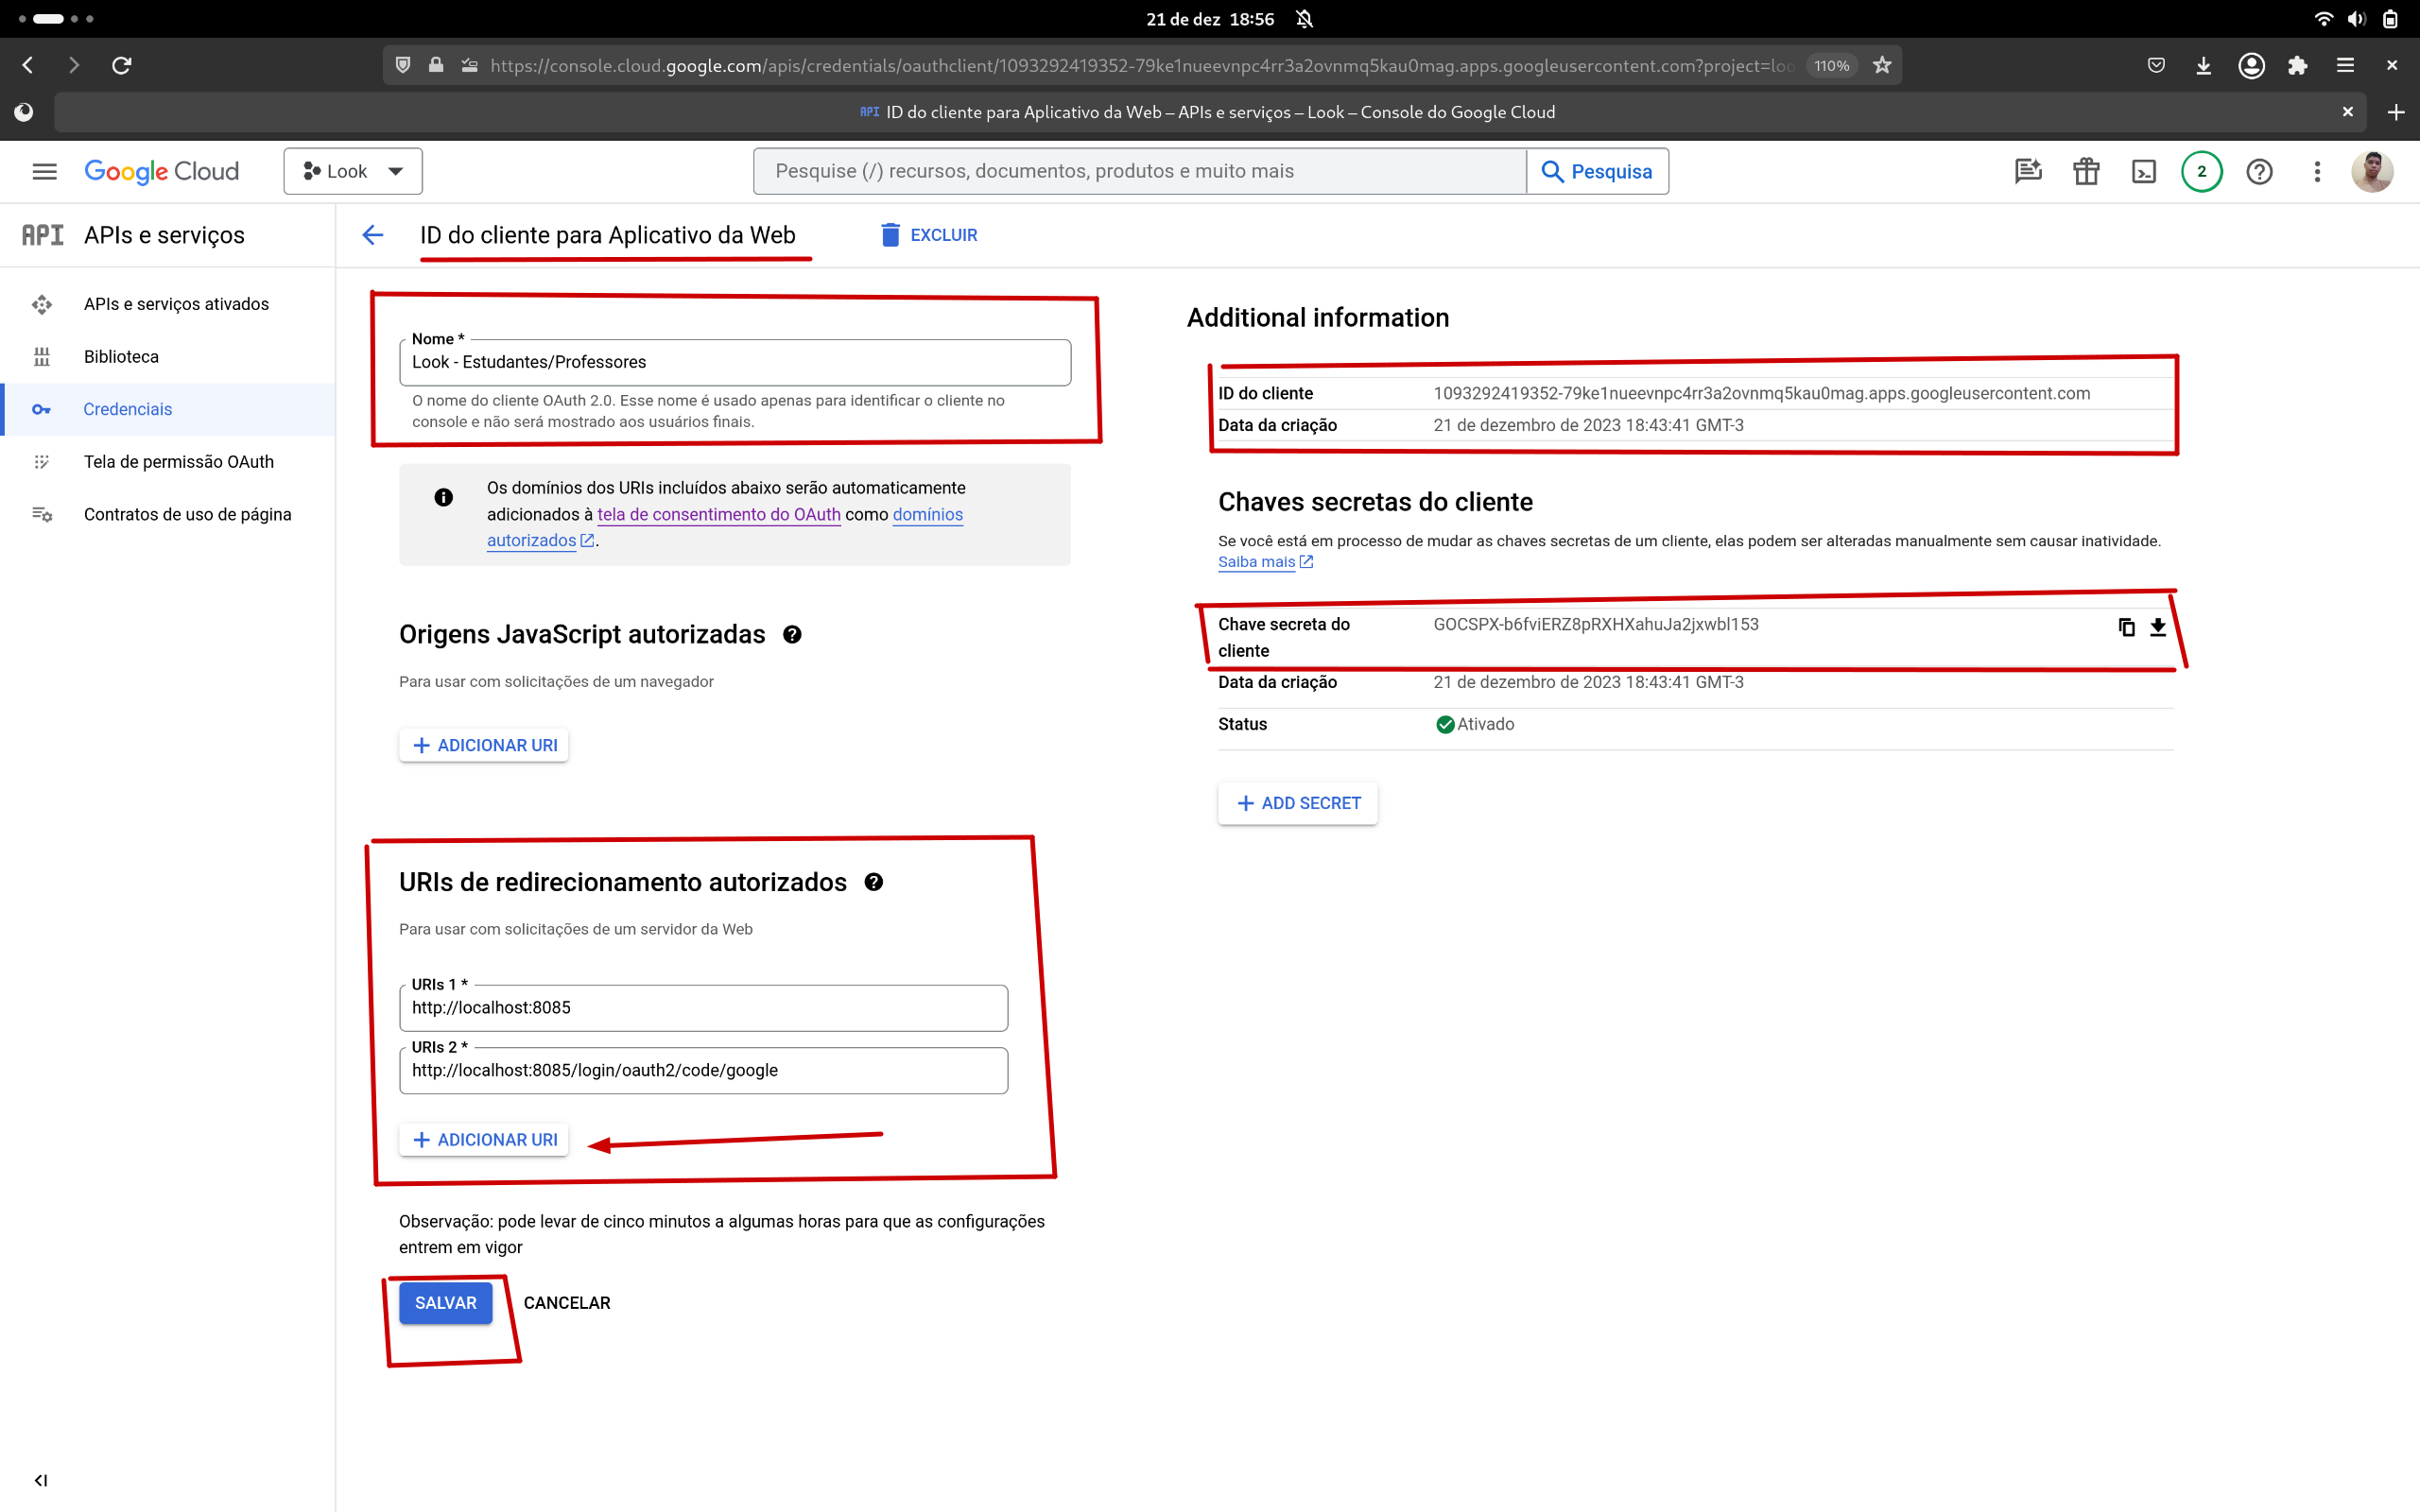 21 de dez 18:56
https://console.cloud.google.com/apis/credentials/oauthclient/1093292419352-79ke1nueevnpc4rr3a2ovnmq5kau0mag.apps.googleusercontent.com?project=loo
110%
API ID do cliente para Aplicativo da Web – APIs e serviços – Look – Console do Google Cloud
Google Cloud
Look
Pesquise (/) recursos, documentos, produtos e muito mais
Pesquisa
2
API APIs e serviços
ID do cliente para Aplicativo da Web
EXCLUIR
APIs e serviços ativados
Biblioteca
Credenciais
Tela de permissão OAuth
Contratos de uso de página
Nome *
Look - Estudantes/Professores
O nome do cliente OAuth 2.0. Esse nome é usado apenas para identificar o cliente no
console e não será mostrado aos usuários finais.
Os domínios dos URIs incluídos abaixo serão automaticamente
adicionados à tela de consentimento do OAuth como domínios
autorizados.
Origens JavaScript autorizadas
Para usar com solicitações de um navegador
ADICIONAR URI
URIs de redirecionamento autorizados
Para usar com solicitações de um servidor da Web
URIs 1 *
http://localhost:8085
URIs 2 *
http://localhost:8085/login/oauth2/code/google
ADICIONAR URI
Observação: pode levar de cinco minutos a algumas horas para que as configurações
entrem em vigor
SALVAR
CANCELAR
Additional information
ID do cliente 1093292419352-79ke1nueevnpc4rr3a2ovnmq5kau0mag.apps.googleusercontent.com
Data da criação 21 de dezembro de 2023 18:43:41 GMT-3
Chaves secretas do cliente
Se você está em processo de mudar as chaves secretas de um cliente, elas podem ser alteradas manualmente sem causar inatividade.
Saiba mais
Chave secreta do 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
cliente
Data da criação 21 de dezembro de 2023 18:43:41 GMT-3
Status Ativado
ADD SECRET